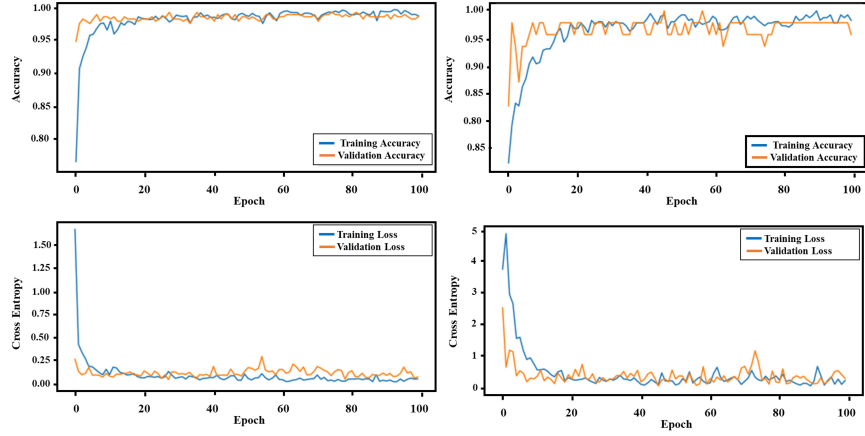 1.00
0.95
0.90
0.85
0.80
Accuracy
Training Accuracy
Validation Accuracy
0 20 40 60 80 100
Epoch
1.00
0.95
0.90
0.85
0.80
0.85
Accuracy
Training Accuracy
Validation Accuracy
0 20 40 60 80 100
Epoch
1.50
1.25
1.00
0.75
0.50
0.25
0.00
Cross Entropy
Training Loss
Validation Loss
0 20 40 60 80 100
Epoch
5
4
3
2
1
0
Cross Entropy
Training Loss
Validation Loss
0 20 40 60 80 100
Epoch